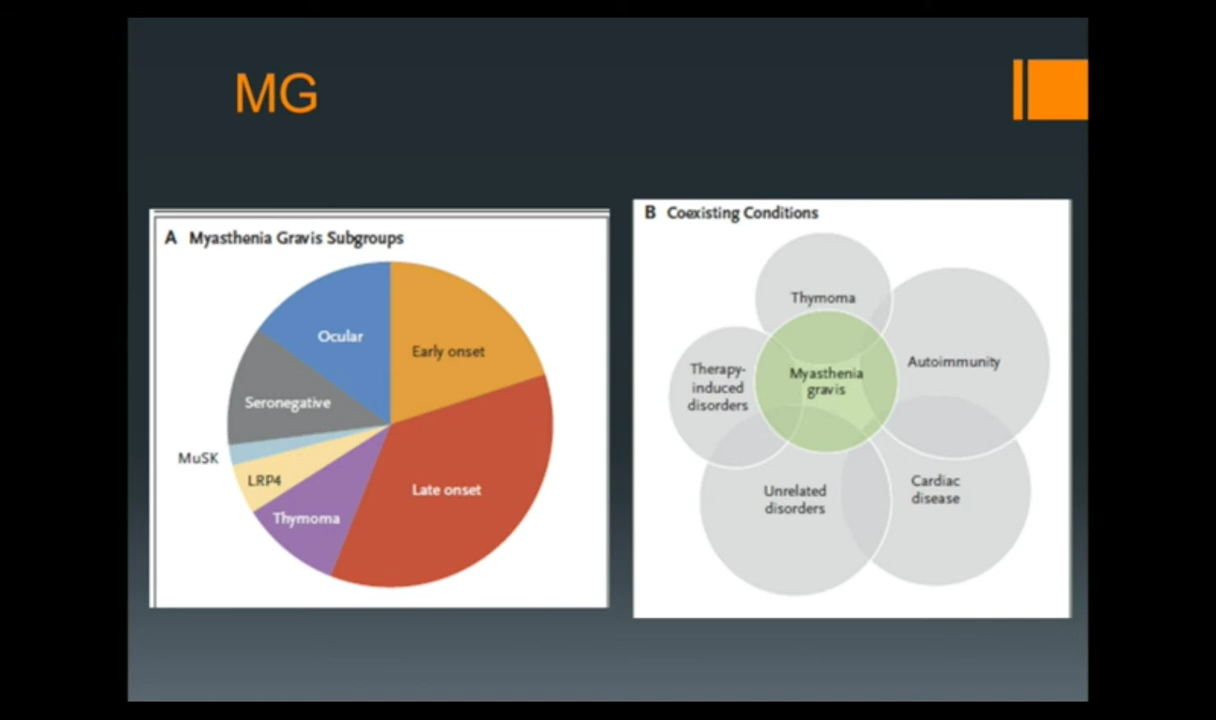 MG
A Myasthenia Gravis Subgroups
Ocular
Early onset
Seronegative
MuSK
LRP4
Thymoma
Late onset
B Coexisting Conditions
Thymoma
Autoimmunity
Therapy-
induced
disorders
Myasthenia
gravis
Unrelated
disorders
Cardiac
disease